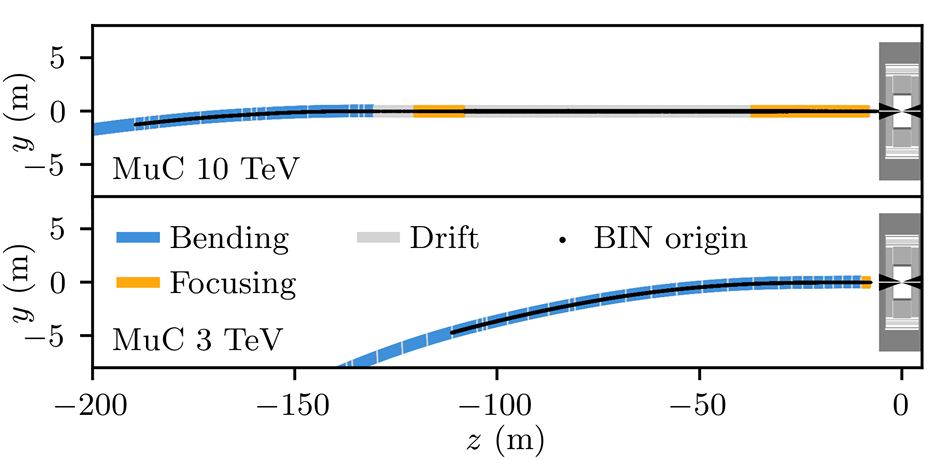 y (m)
5
0
−5
MuC 10 TeV
y (m)
5
0
−5
Bending
Drift
BIN origin
Focusing
MuC 3 TeV
−200
−150
−100
−50
0
z (m)